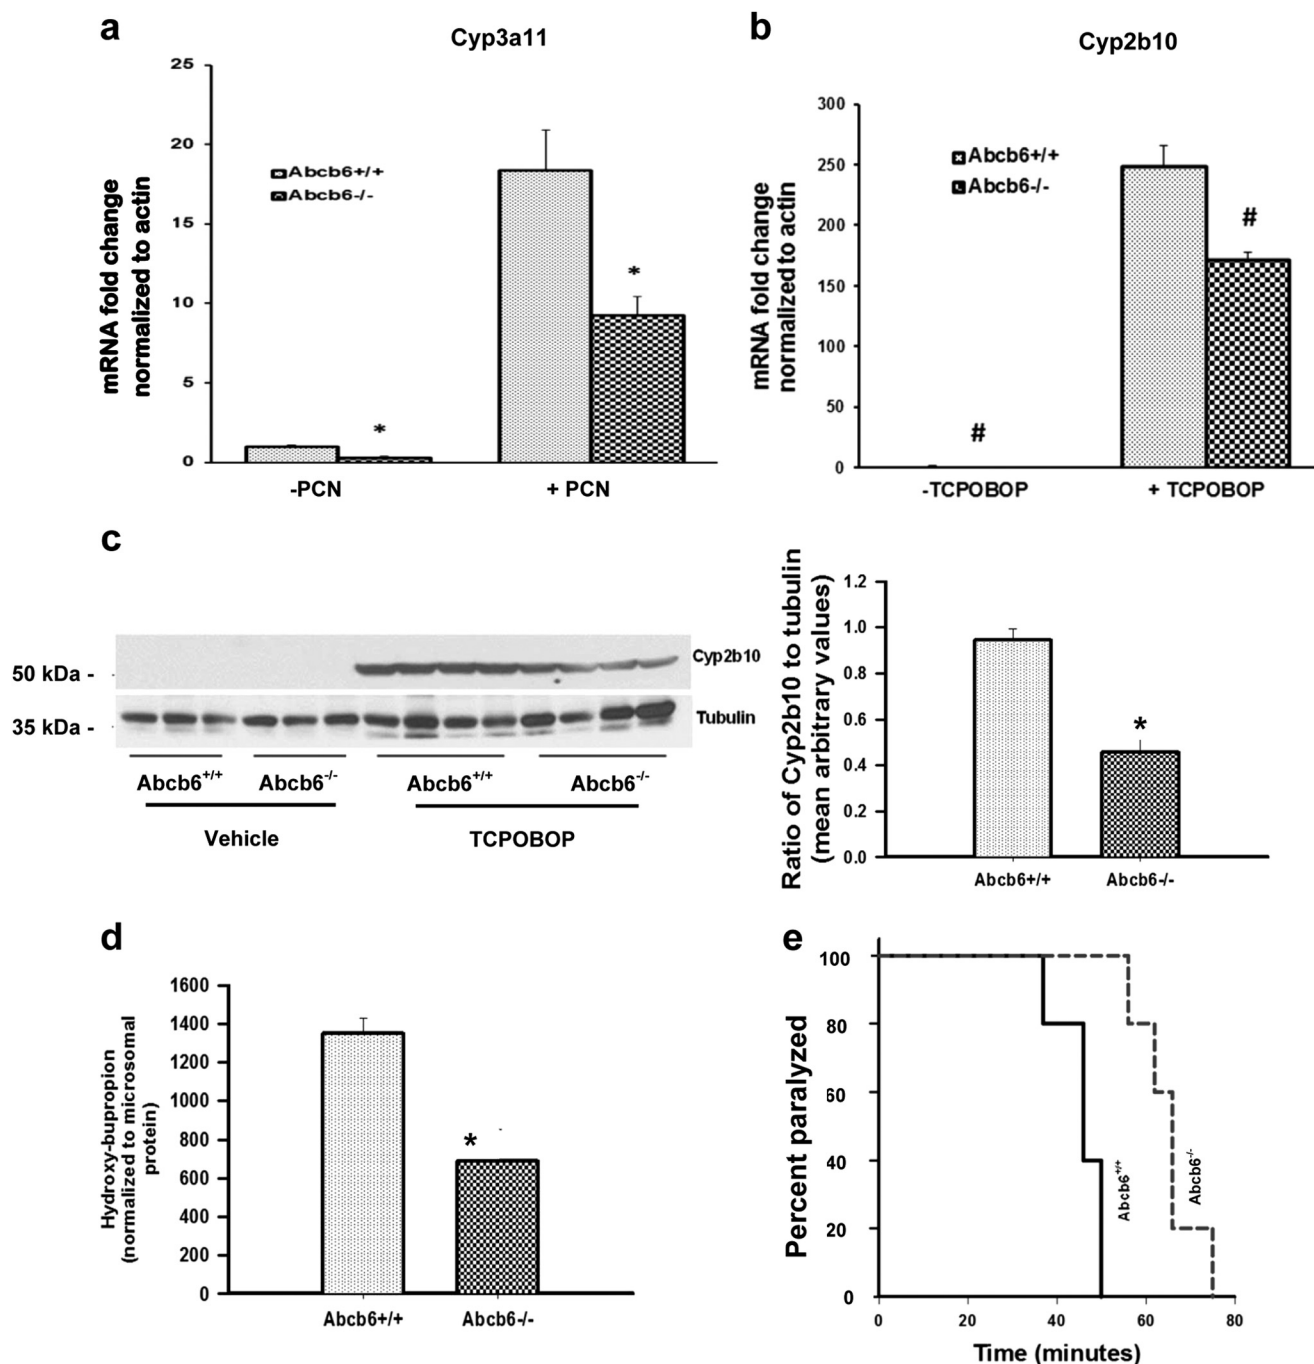 a
Cyp3a11
25
20
15
10
5
0
mRNA fold change
normalized to actin
Abcb6+/+
Abcb6-/-
*
*
-PCN
+ PCN
b
Cyp2b10
300
250
200
150
100
50
0
mRNA fold change
normalized to actin
Abcb6+/+
Abcb6-/-
#
#
-TCPOBOP
+ TCPOBOP
c
50 kDa -
35 kDa -
Cyp2b10
Tubulin
Abcb6+/+
Abcb6-/-
Abcb6+/+
Abcb6-/-
Vehicle
TCPOBOP
Ratio of Cyp2b10 to tubulin
(mean arbitrary values)
1.2
1.0
0.8
0.6
0.4
0.2
0.0
*
Abcb6+/+
Abcb6-/-
d
Hydroxy-bupropion
(normalized to microsomal
protein)
1600
1400
1200
1000
800
600
400
200
0
*
Abcb6+/+
Abcb6-/-
e
Percent paralyzed
100
80
60
40
20
0
Abcb6+/+
Abcb6-/-
0
20
40
60
80
Time (minutes)